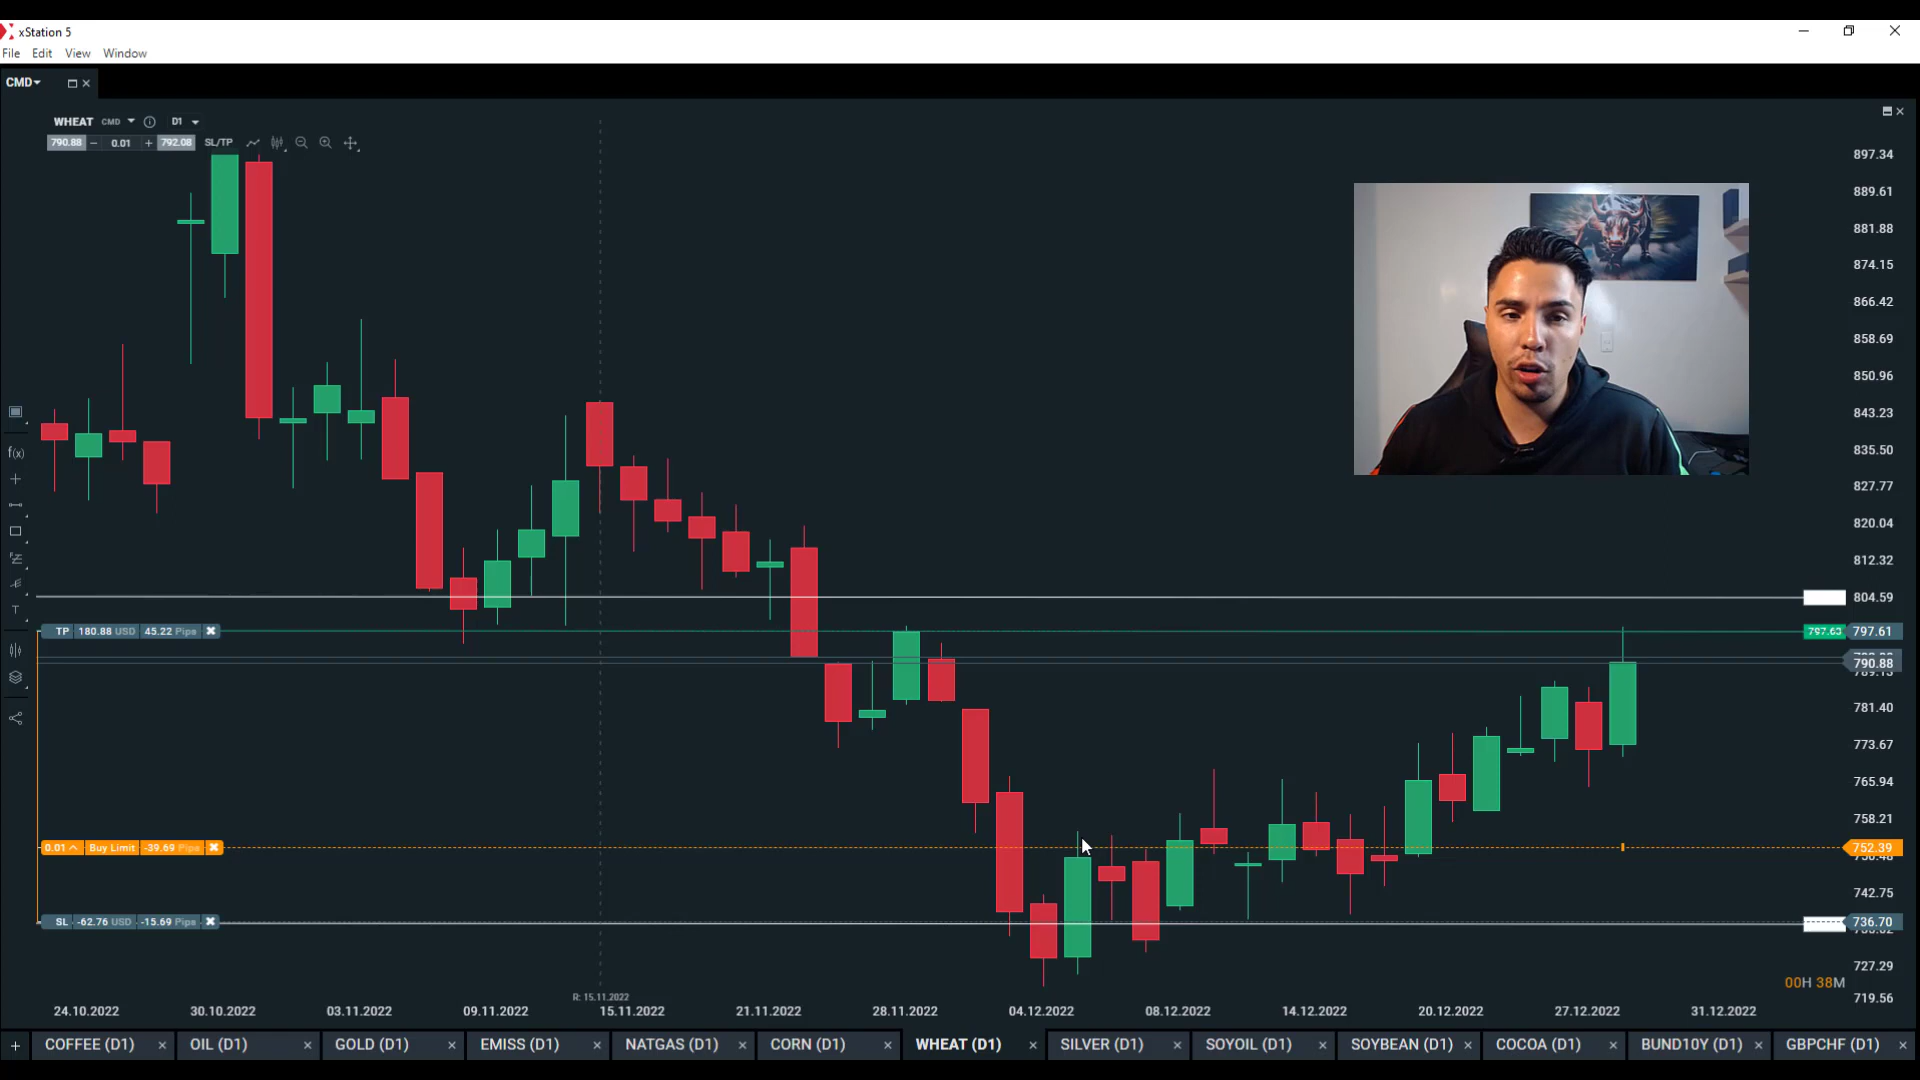 xStation 5
File Edit View Window
CMD
WHEAT CMD D1
790.88 − 0.01 + 792.08 SL/TP
897.34
889.61
881.88
874.15
866.42
858.69
850.96
843.23
835.50
827.77
820.04
812.32
804.59
TP 180.88 USD 45.22 Pips
797.63 797.61
790.88
781.40
773.67
765.94
758.21
0.01 Buy Limit -39.69 Pips
752.39
742.75
SL -62.76 USD -15.69 Pips
736.70
727.29
00H 38M
719.56
R: 15.11.2022
24.10.2022 30.10.2022 03.11.2022 09.11.2022 15.11.2022 21.11.2022 28.11.2022 04.12.2022 08.12.2022 14.12.2022 20.12.2022 27.12.2022 31.12.2022
f(x)
T
+ COFFEE (D1) OIL (D1) GOLD (D1) EMISS (D1) NATGAS (D1) CORN (D1) WHEAT (D1) SILVER (D1) SOYOIL (D1) SOYBEAN (D1) COCOA (D1) BUND10Y (D1) GBPCHF (D1)